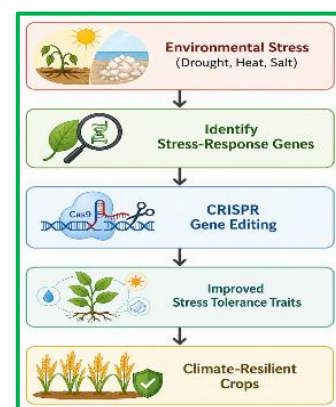 Environmental Stress
(Drought, Heat, Salt)
Identify
Stress-Response Genes
Cas9
CRISPR
Gene Editing
Improved
Stress Tolerance Traits
Climate-Resilient
Crops